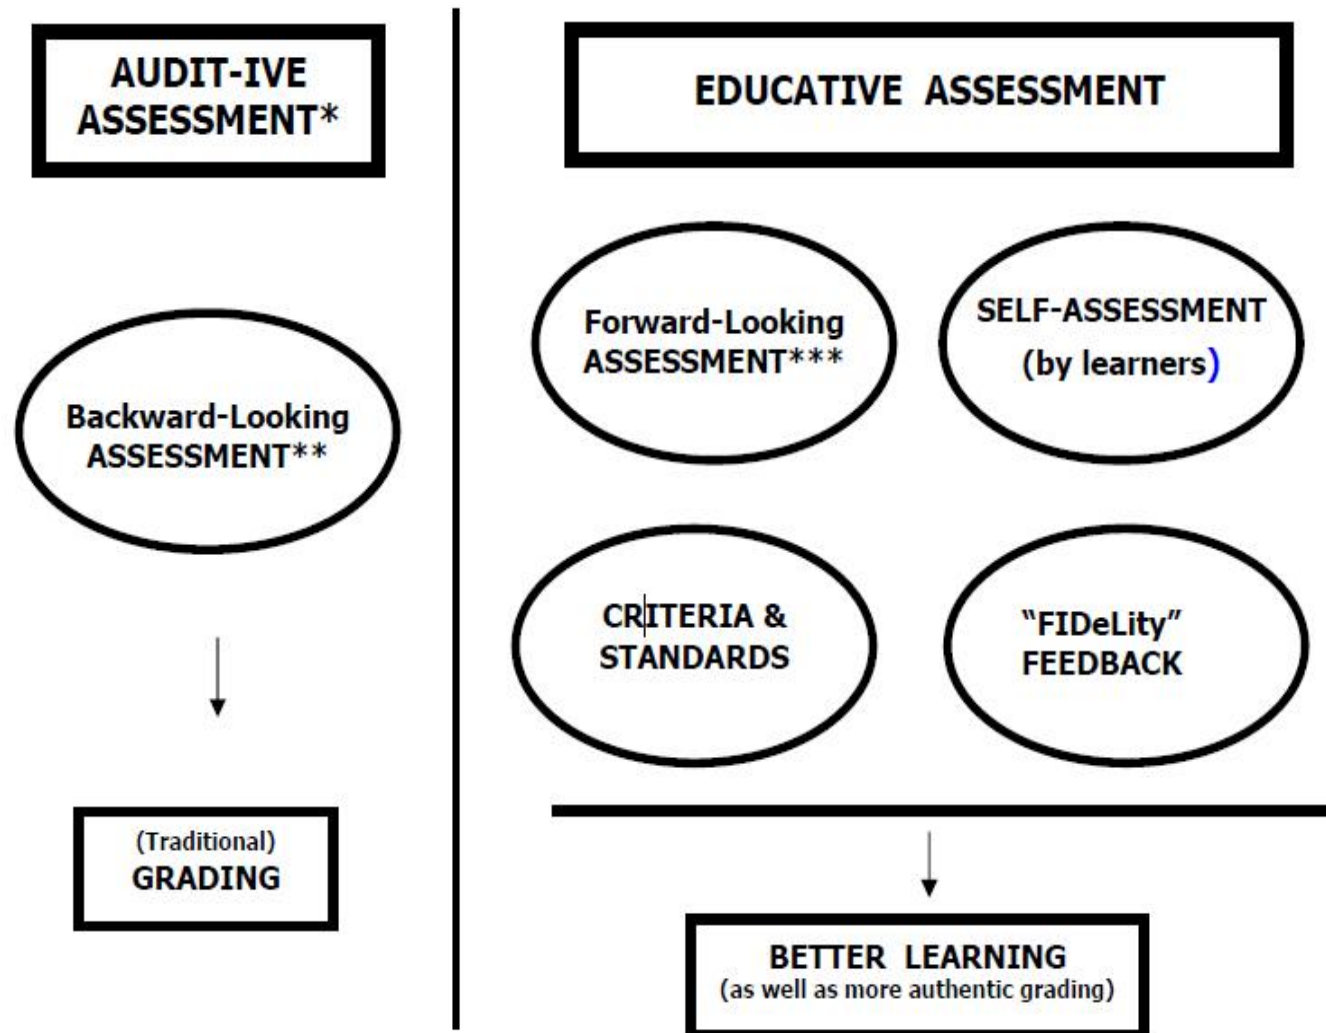 AUDIT-IVE
ASSESSMENT*
Backward-Looking
ASSESSMENT**
(Traditional)
GRADING
EDUCATIVE ASSESSMENT
Forward-Looking
ASSESSMENT***
SELF-ASSESSMENT
(by learners)
CRITERIA &
STANDARDS
“FIDeLity”
FEEDBACK
BETTER LEARNING
(as well as more authentic grading)